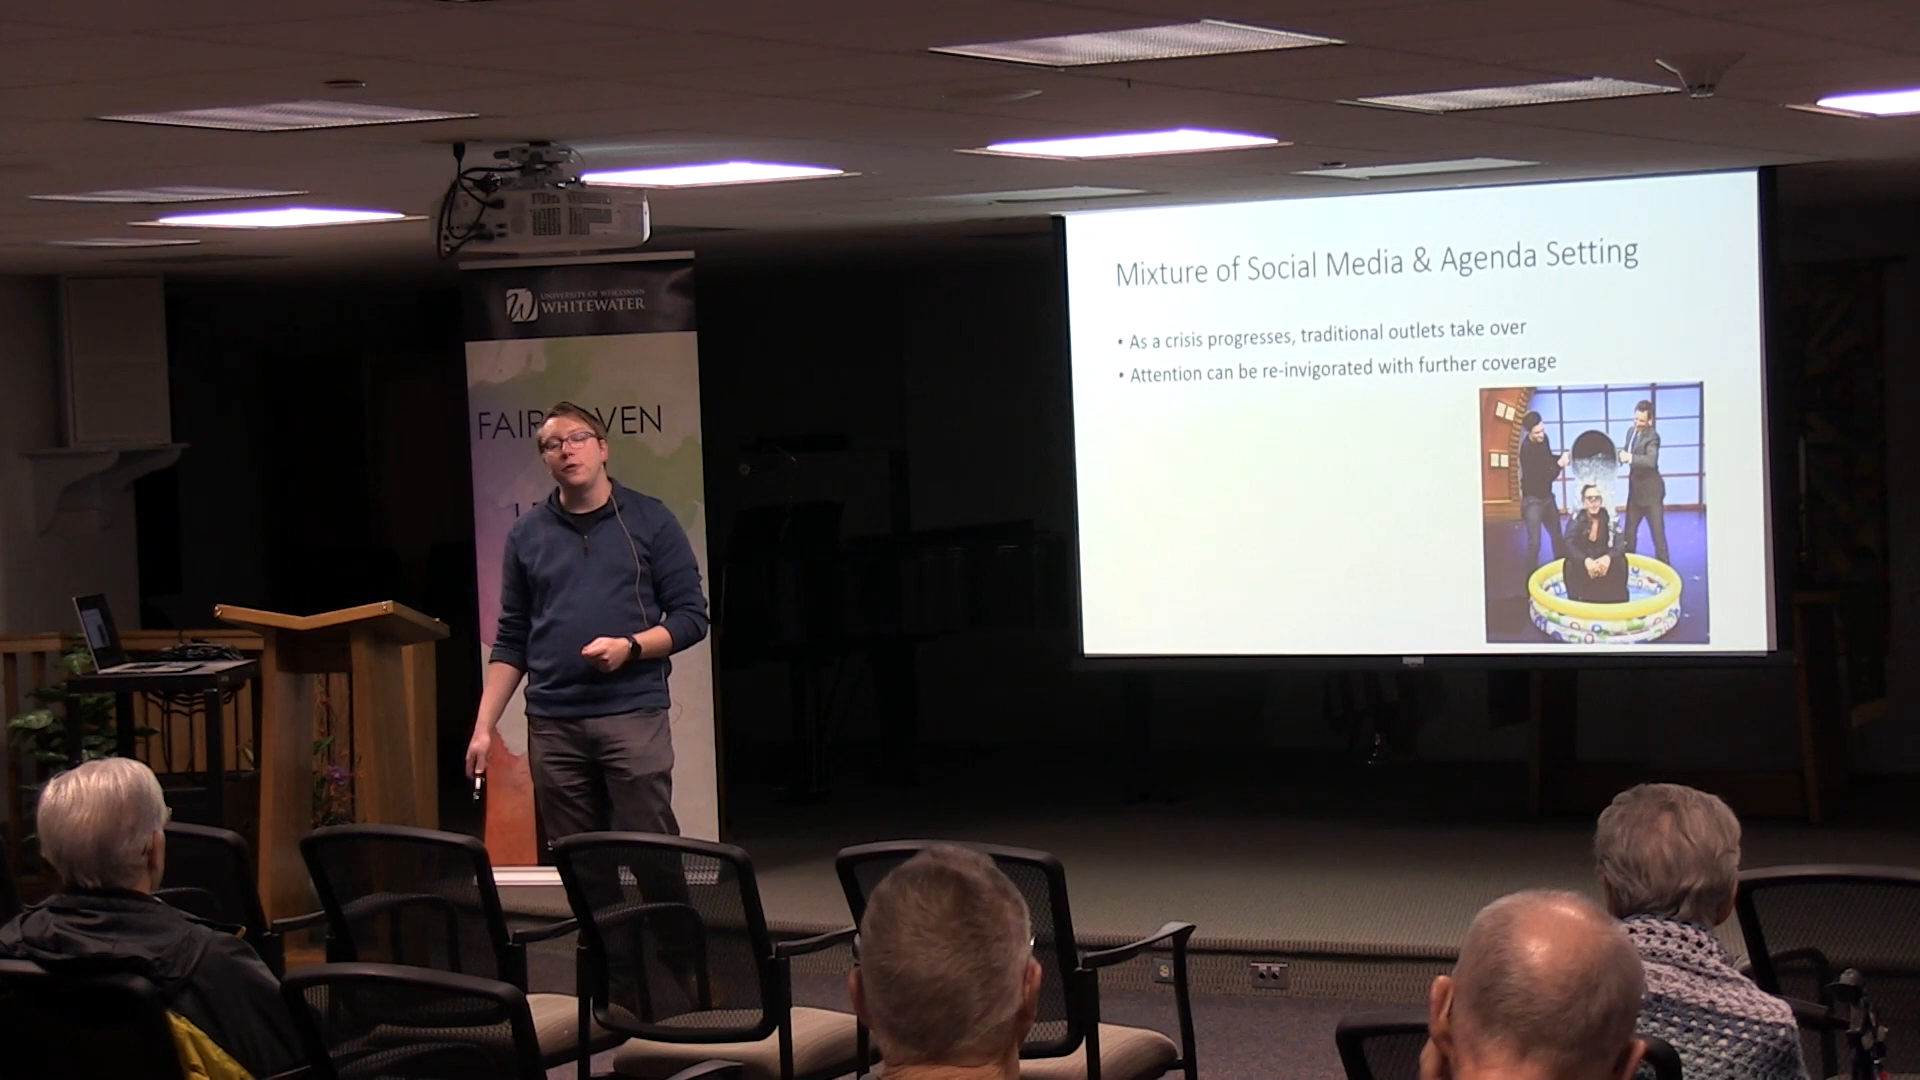 UNIVERSITY OF WISCONSIN
WHITEWATER
FAIR VEN
Mixture of Social Media & Agenda Setting
• As a crisis progresses, traditional outlets take over
• Attention can be re-invigorated with further coverage